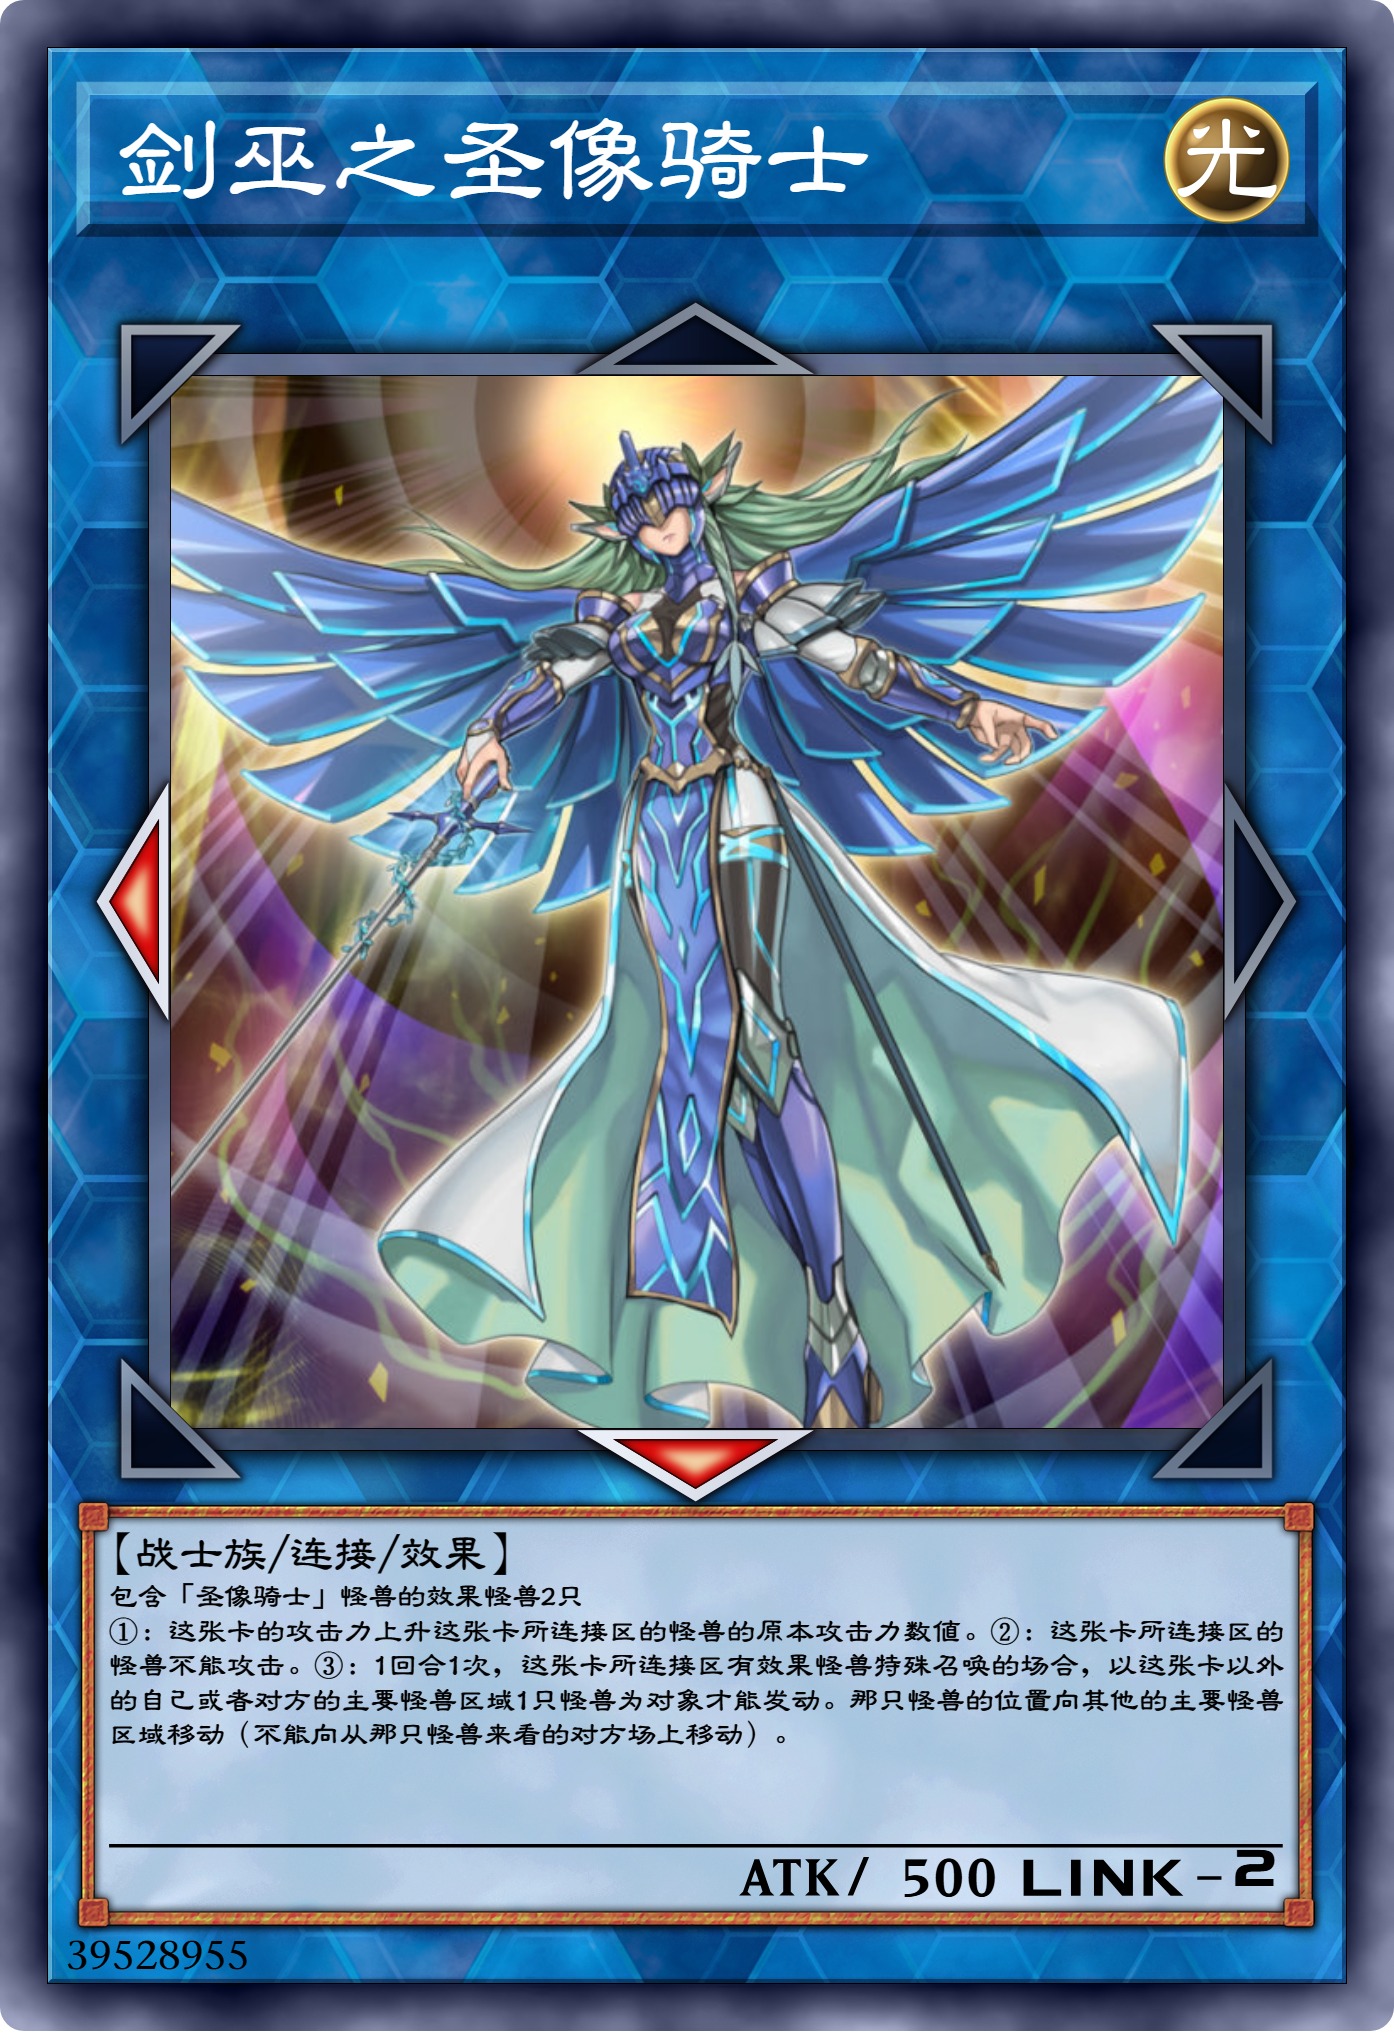 剑巫之圣像骑士
光
【战士族/连接/效果】
包含「圣像骑士」怪兽的效果怪兽2只
①：这张卡的攻击力上升这张卡所连接区的怪兽的原本攻击力数值。②：这张卡所连接区的
怪兽不能攻击。③：1回合1次，这张卡所连接区有效果怪兽特殊召唤的场合，以这张卡以外
的自己或者对方的主要怪兽区域1只怪兽为对象才能发动。那只怪兽的位置向其他的主要怪兽
区域移动（不能向从那只怪兽来看的对方场上移动）。
ATK/ 500 LINK-2
39528955